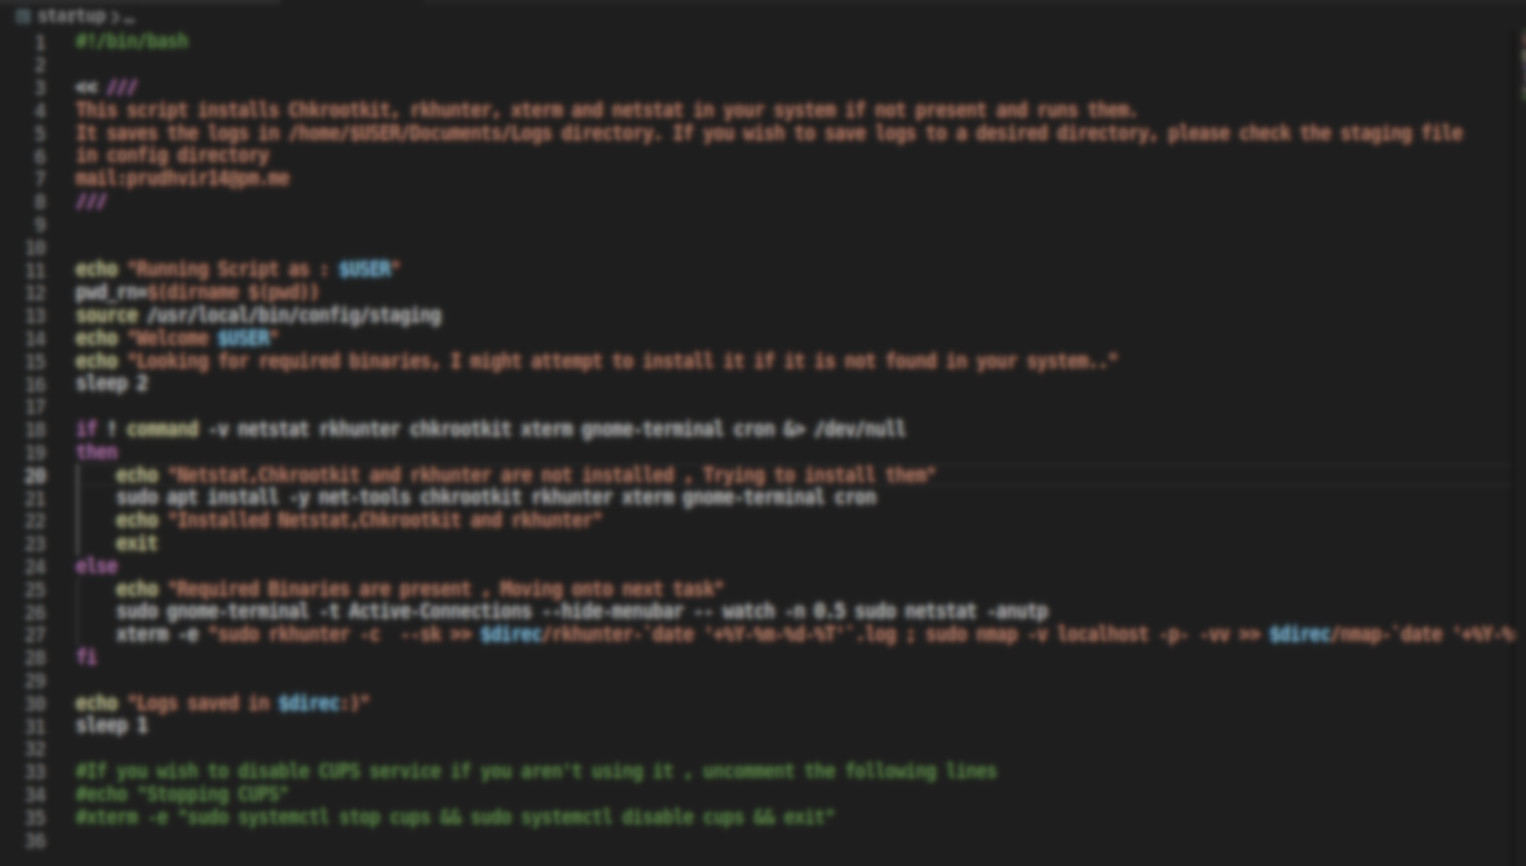 startup > …
1 #!/bin/bash
2
3 << ///
4 This script installs Chkrootkit, rkhunter, xterm and netstat in your system if not present and runs them.
5 It saves the logs in /home/$USER/Documents/Logs directory. If you wish to save logs to a desired directory, please check the staging file
6 in config directory
7 mail:prudhvir14@pm.me
8 ///
9
10
11 echo "Running Script as : $USER"
12 pwd_rn=$(dirname $(pwd))
13 source /usr/local/bin/config/staging
14 echo "Welcome $USER"
15 echo "Looking for required binaries, I might attempt to install it if it is not found in your system.."
16 sleep 2
17
18 if ! command -v netstat rkhunter chkrootkit xterm gnome-terminal cron &> /dev/null
19 then
20 echo "Netstat,Chkrootkit and rkhunter are not installed , Trying to install them"
21 sudo apt install -y net-tools chkrootkit rkhunter xterm gnome-terminal cron
22 echo "Installed Netstat,Chkrootkit and rkhunter"
23 exit
24 else
25 echo "Required Binaries are present , Moving onto next task"
26 sudo gnome-terminal -t Active-Connections --hide-menubar -- watch -n 0.5 sudo netstat -anutp
27 xterm -e "sudo rkhunter -c  --sk >> $direc/rkhunter-`date '+%Y-%m-%d-%T'`.log ; sudo nmap -v localhost -p- -vv >> $direc/nmap-`date '+%Y-%
28 fi
29
30 echo "Logs saved in $direc:)"
31 sleep 1
32
33 #If you wish to disable CUPS service if you aren't using it , uncomment the following lines
34 #echo "Stopping CUPS"
35 #xterm -e "sudo systemctl stop cups && sudo systemctl disable cups && exit"
36